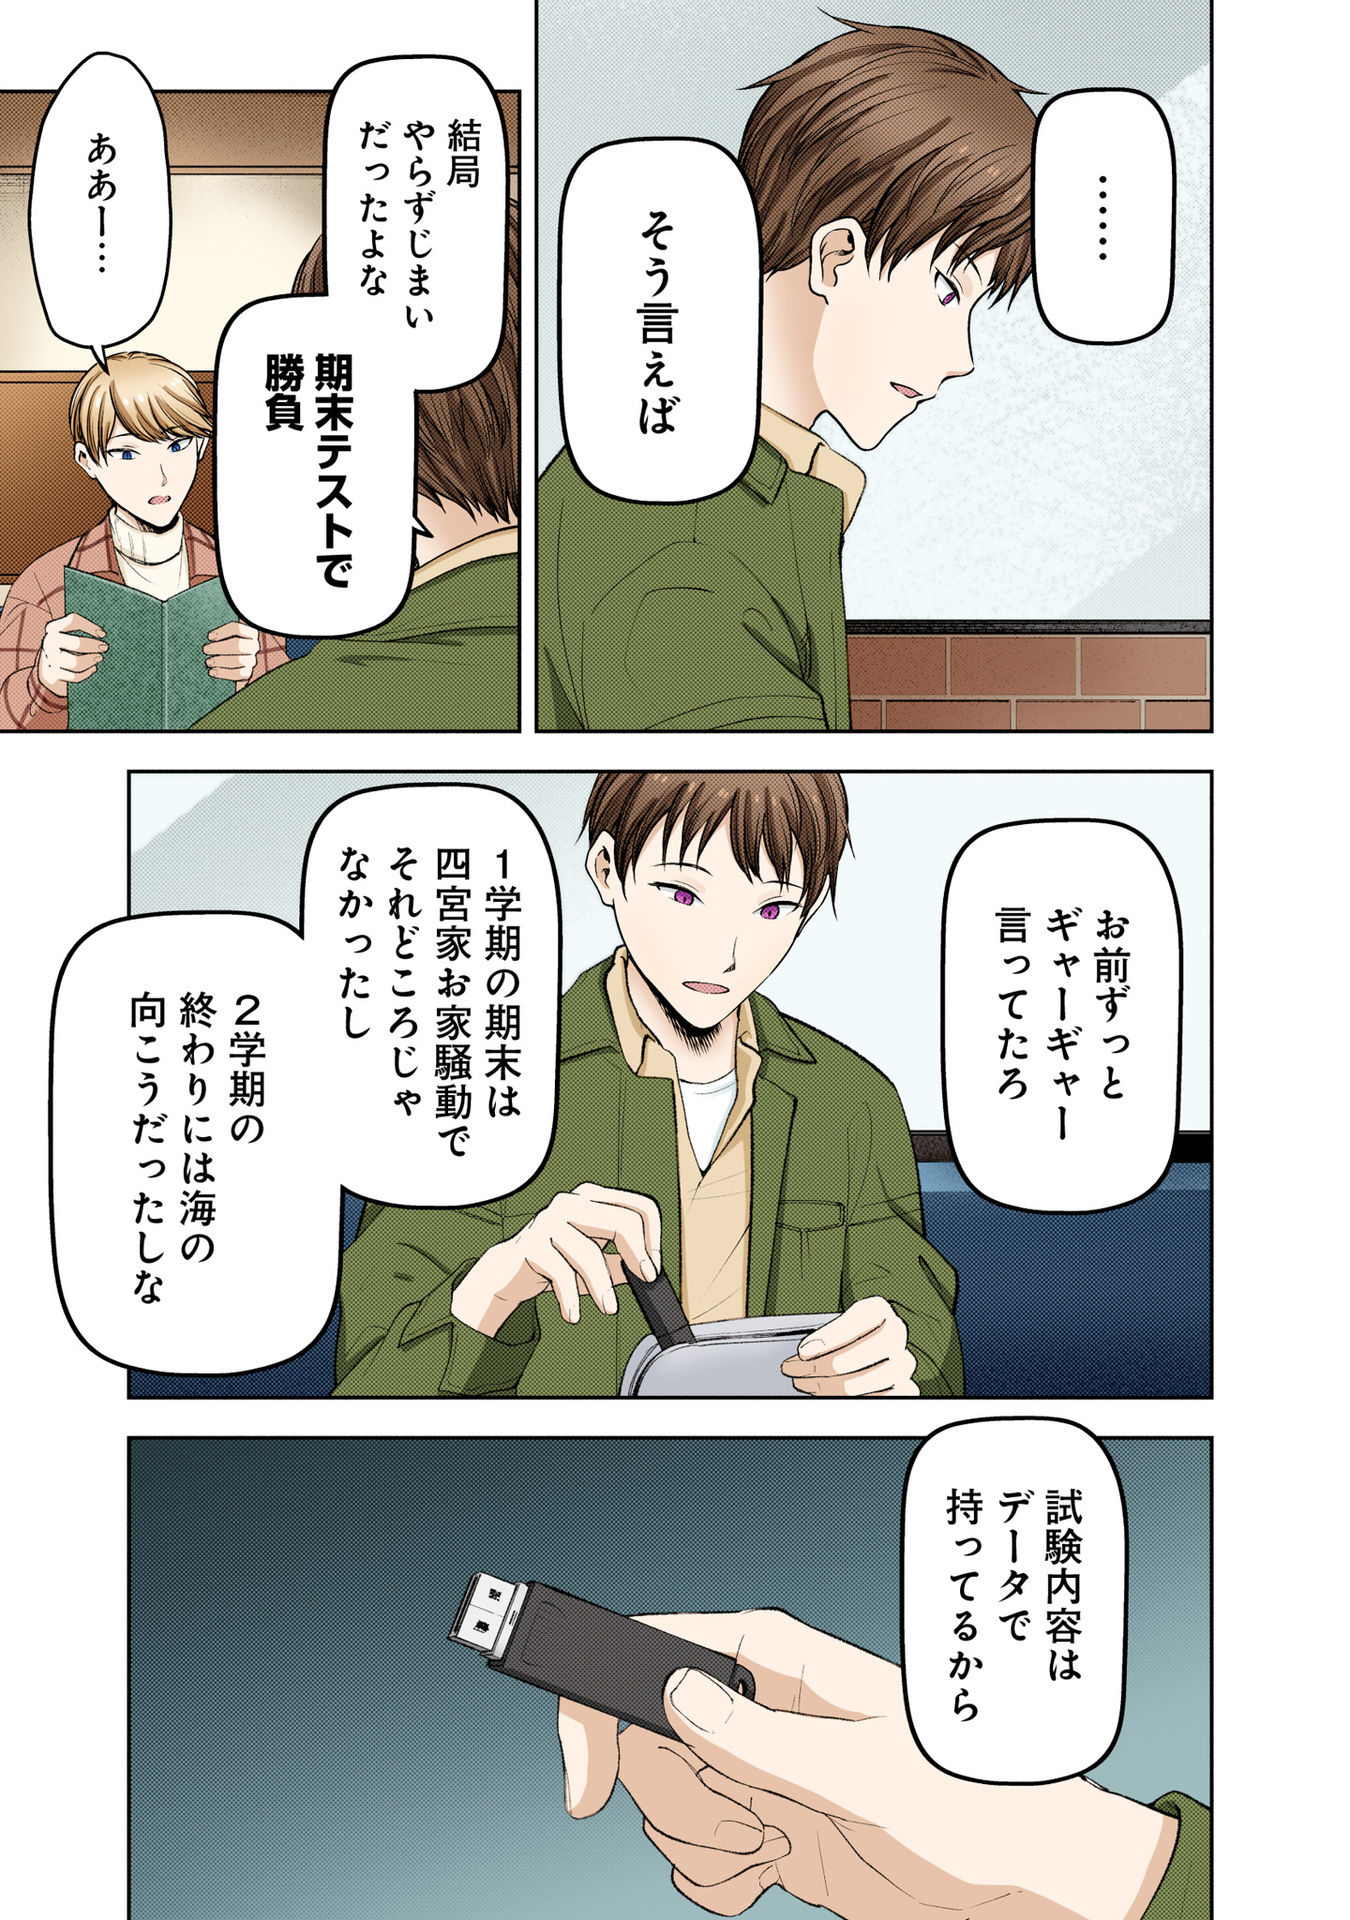 ……
そう言えば
結局
やらずじまい
だったよな
期末テストで
勝負
ああー…
お前ずっと
ギャーギャー
言ってたろ
1学期の期末は
四宮家お家騒動で
それどころじゃ
なかったし
2学期の
終わりには海の
向こうだったしな
試験内容は
データで
持ってるから